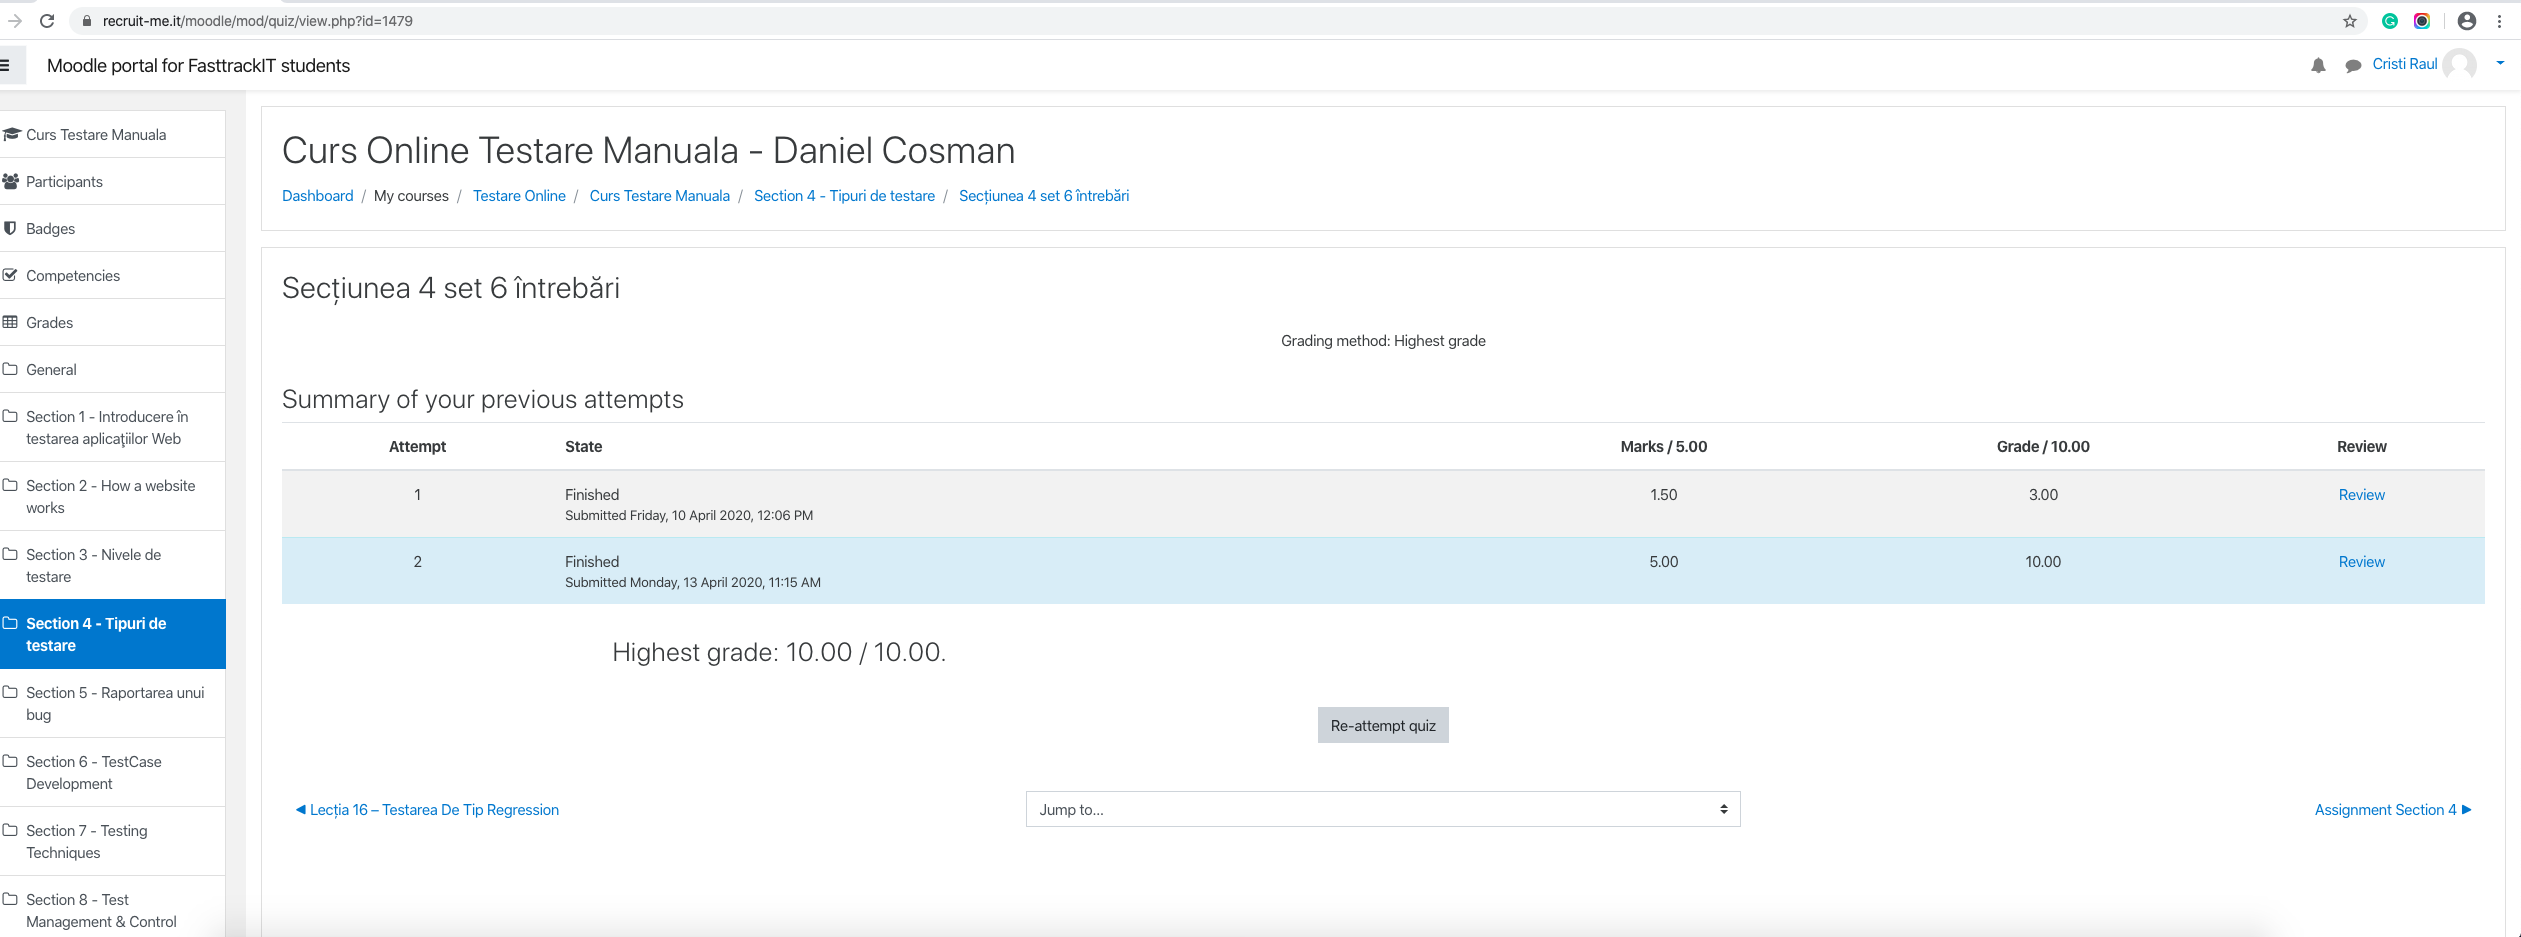 recruit-me.it/moodle/mod/quiz/view.php?id=1479
Moodle portal for FasttrackIT students
Cristi Raul
Curs Testare Manuala
Participants
Badges
Competencies
Grades
General
Section 1 - Introducere în
testarea aplicaţiilor Web
Section 2 - How a website
works
Section 3 - Nivele de
testare
Section 4 - Tipuri de
testare
Section 5 - Raportarea unui
bug
Section 6 - TestCase
Development
Section 7 - Testing
Techniques
Section 8 - Test
Management & Control
Curs Online Testare Manuala - Daniel Cosman
Dashboard / My courses / Testare Online / Curs Testare Manuala / Section 4 - Tipuri de testare / Secțiunea 4 set 6 întrebări
Secțiunea 4 set 6 întrebări
Grading method: Highest grade
Summary of your previous attempts
Attempt State Marks / 5.00 Grade / 10.00 Review
1 Finished 1.50 3.00 Review
Submitted Friday, 10 April 2020, 12:06 PM
2 Finished 5.00 10.00 Review
Submitted Monday, 13 April 2020, 11:15 AM
Highest grade: 10.00 / 10.00.
Re-attempt quiz
◄ Lecția 16 – Testarea De Tip Regression
Jump to...
Assignment Section 4 ►